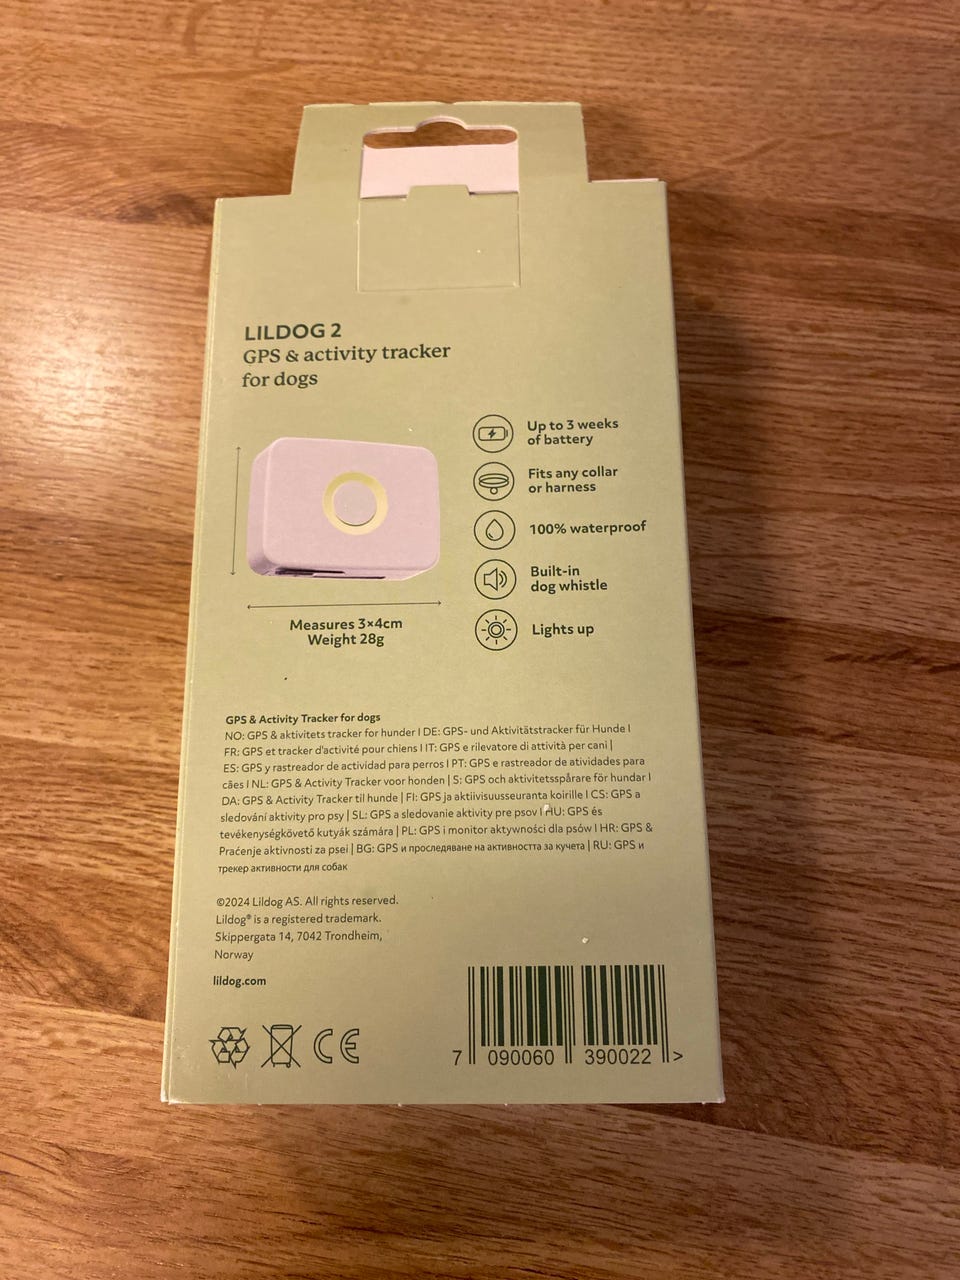 LILDOG 2
GPS & activity tracker
for dogs
Up to 3 weeks
of battery
Fits any collar
or harness
100% waterproof
Built-in
dog whistle
Lights up
Measures 3×4cm
Weight 28g
GPS & Activity Tracker for dogs
NO: GPS & aktivitets tracker for hunder I DE: GPS- und Aktivitätstracker für Hunde I
FR: GPS et tracker d'activité pour chiens I IT: GPS e rilevatore di attività per cani |
ES: GPS y rastreador de actividad para perros I PT: GPS e rastreador de atividades para
cães I NL: GPS & Activity Tracker voor honden | S: GPS och aktivitetsspårare för hundar I
DA: GPS & Activity Tracker til hunde | FI: GPS ja aktiivisuusseuranta koirille I CS: GPS a
sledování aktivity pro psy | SL: GPS a sledovanie aktivity pre psov I HU: GPS és
tevékenységkövető kutyák számára | PL: GPS i monitor aktywności dla psów I HR: GPS &
Praćenje aktivnosti za psei | BG: GPS и проследяване на активността за кучета | RU: GPS и
трекер активности для собак
©2024 Lildog AS. All rights reserved.
Lildog® is a registered trademark.
Skippergata 14, 7042 Trondheim,
Norway
lildog.com
CE
7 090060 390022 >